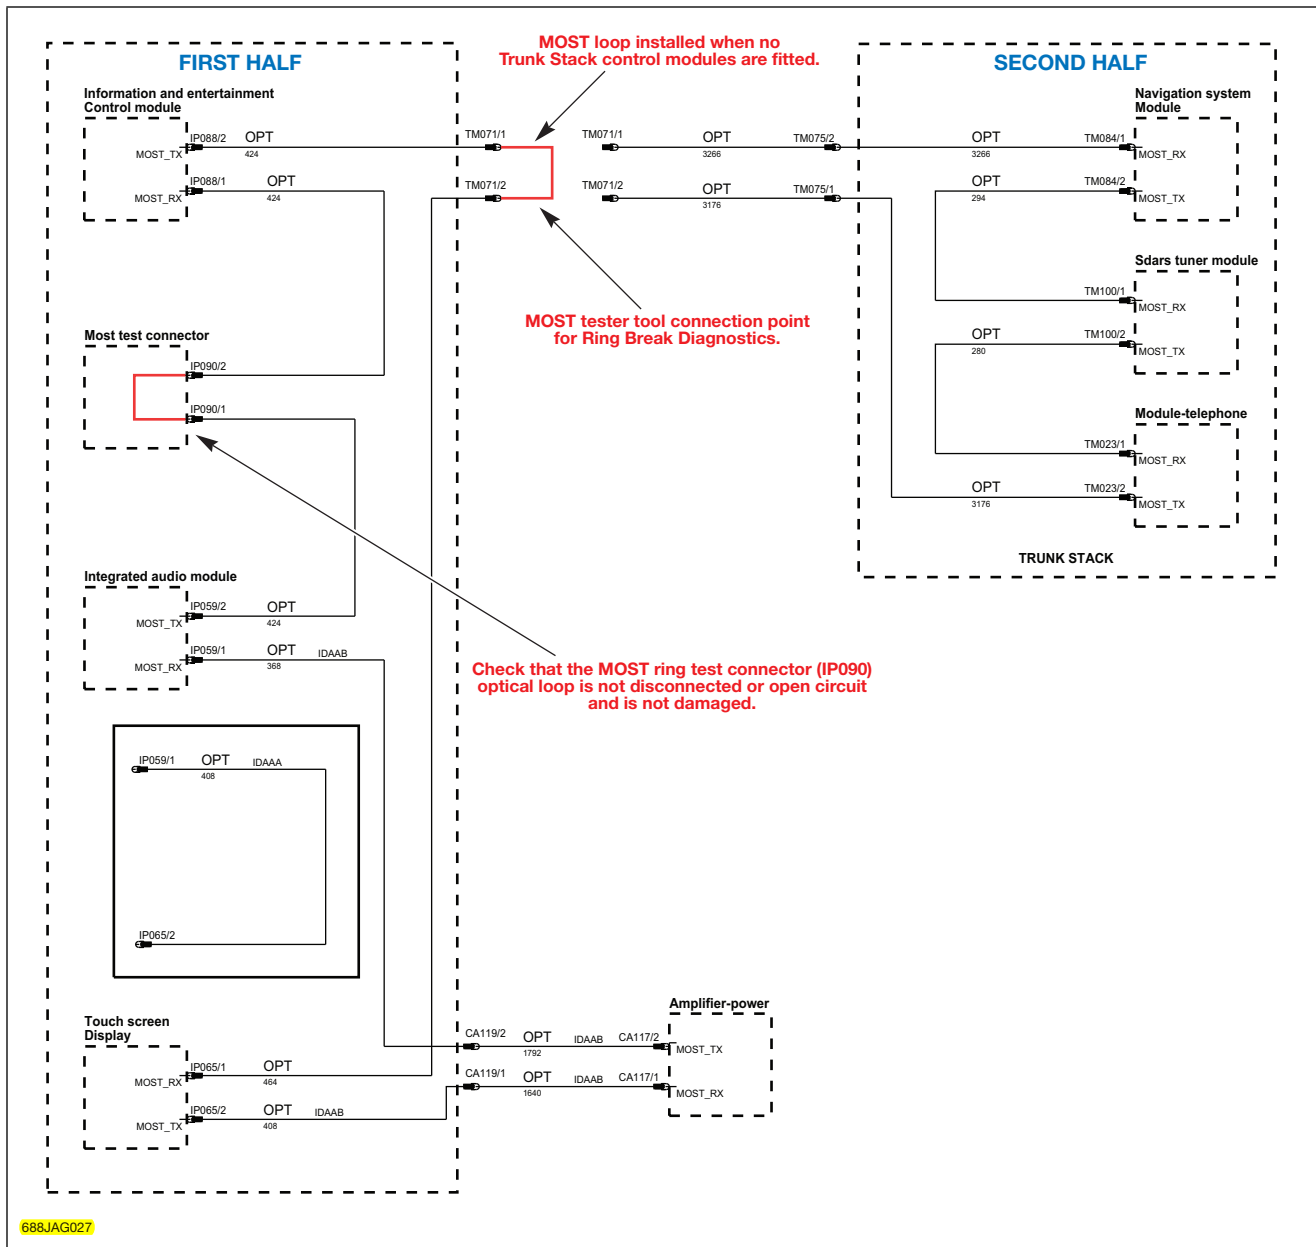 FIRST HALF
MOST loop installed when no
Trunk Stack control modules are fitted.
SECOND HALF
Information and entertainment
Control module
MOST_TX
IP088/2
OPT
424
MOST_RX
IP088/1
OPT
424
TM071/1
TM071/2
TM071/1
OPT
3266
TM075/2
TM071/2
OPT
3176
TM075/1
MOST tester tool connection point
for Ring Break Diagnostics.
Navigation system
Module
OPT
3266
TM084/1
MOST_RX
OPT
294
TM084/2
MOST_TX
Sdars tuner module
TM100/1
MOST_RX
OPT
280
TM100/2
MOST_TX
Module-telephone
TM023/1
MOST_RX
OPT
3176
TM023/2
MOST_TX
TRUNK STACK
Most test connector
IP090/2
IP090/1
Integrated audio module
MOST_TX
IP059/2
OPT
424
MOST_RX
IP059/1
OPT
368
IDAAB
Check that the MOST ring test connector (IP090)
optical loop is not disconnected or open circuit
and is not damaged.
IP059/1
OPT
408
IDAAA
IP065/2
Touch screen
Display
MOST_RX
IP065/1
OPT
464
MOST_TX
IP065/2
OPT
408
IDAAB
Amplifier-power
CA119/2
OPT
1792
IDAAB
CA117/2
MOST_TX
CA119/1
OPT
1640
IDAAB
CA117/1
MOST_RX
688JAG027